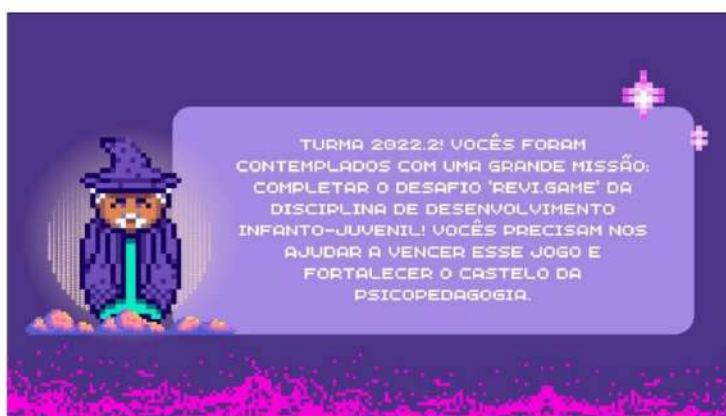 TURMA 2022.2! VOCÊS FORAM
CONTEMPLADOS COM UMA GRANDE MISSÃO:
COMPLETAR O DESAFIO 'REVI.GAME' DA
DISCIPLINA DE DESENVOLVIMENTO
INFANTO-JUVENIL! VOCÊS PRECISAM NOS
AJUDAR A VENCER ESSE JOGO E
FORTALECER O CASTELO DA
PSICOPEDAGOGIA.